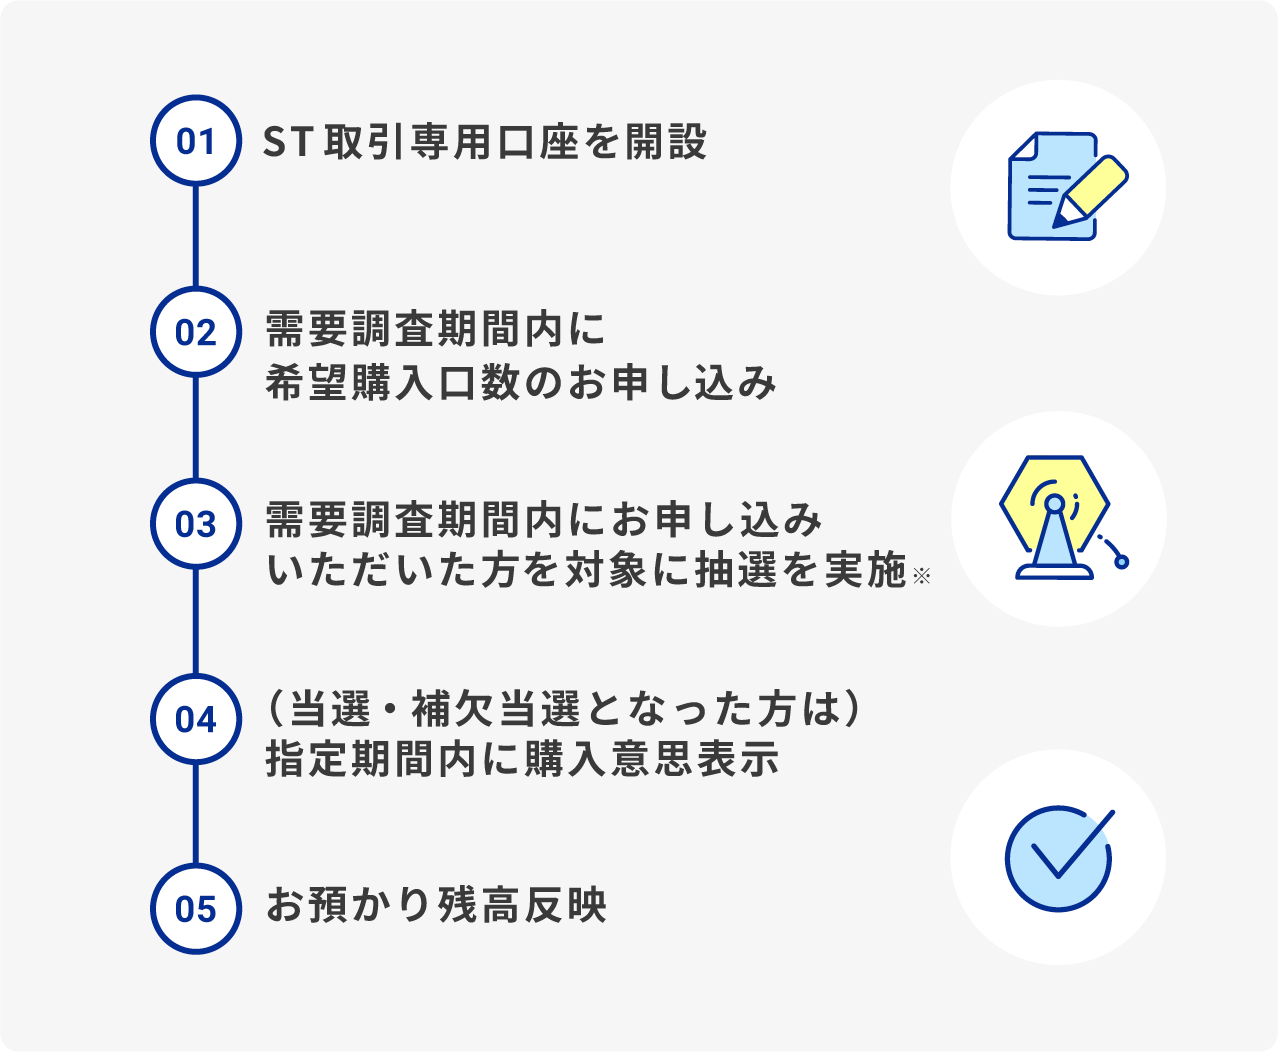 01
ST取引専用口座を開設
02
需要調査期間内に
希望購入口数のお申し込み
03
需要調査期間内にお申し込み
いただいた方を対象に抽選を実施※
04
(当選・補欠当選となった方は)
指定期間内に購入意思表示
05
お預かり残高反映